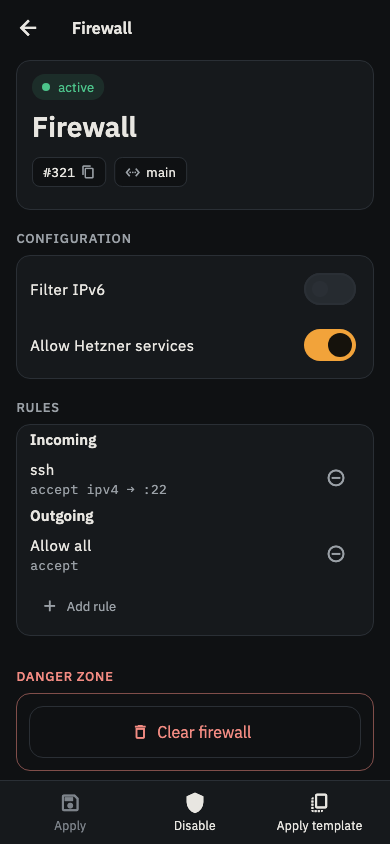 Firewall
active
Firewall
#321
main
CONFIGURATION
Filter IPv6
Allow Hetzner services
RULES
Incoming
ssh
accept ipv4 → :22
Outgoing
Allow all
accept
+ Add rule
DANGER ZONE
Clear firewall
Apply
Disable
Apply template